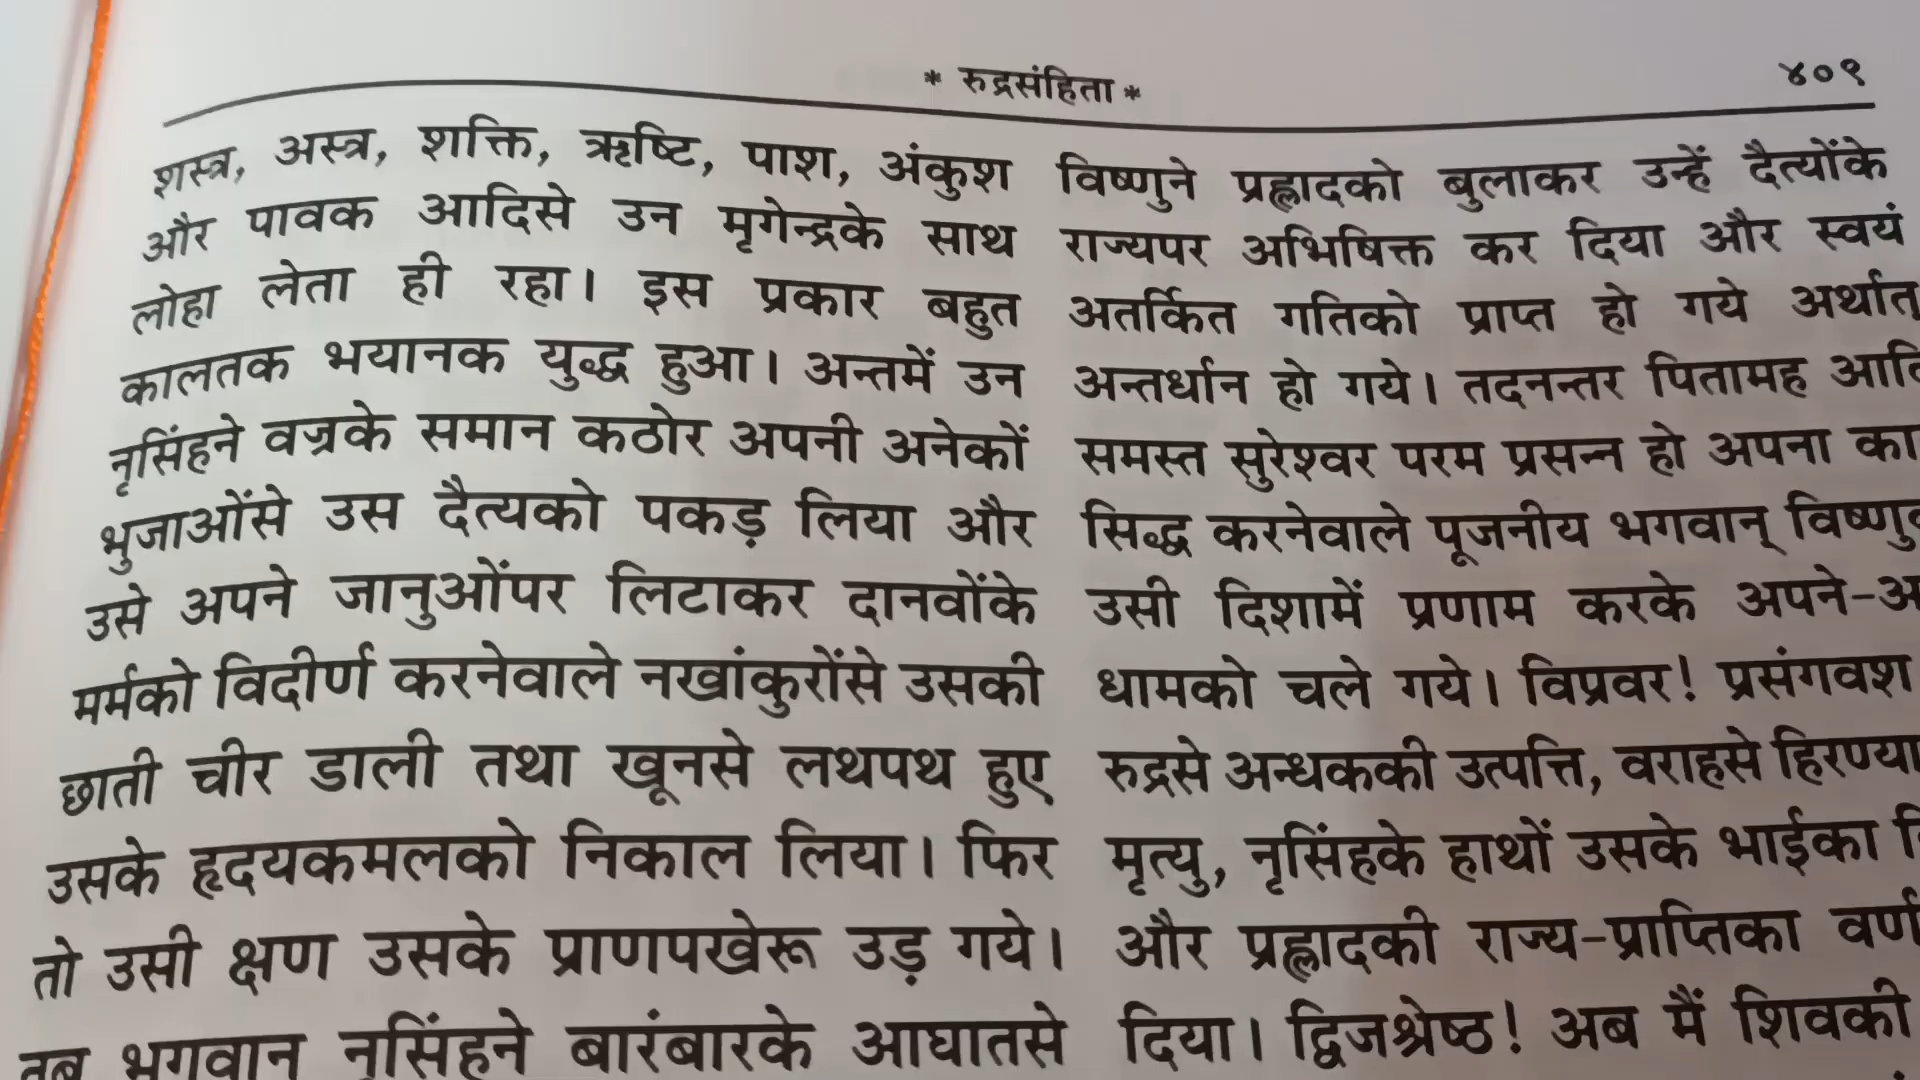 * रुद्रसंहिता *
४०९
शस्त्र, अस्त्र, शक्ति, ऋष्टि, पाश, अंकुश
और पावक आदिसे उन मृगेन्द्रके साथ
लोहा लेता ही रहा। इस प्रकार बहुत
कालतक भयानक युद्ध हुआ। अन्तमें उन
नृसिंहने वज्रके समान कठोर अपनी अनेकों
भुजाओंसे उस दैत्यको पकड़ लिया और
उसे अपने जानुओंपर लिटाकर दानवोंके
मर्मको विदीर्ण करनेवाले नखांकुरोंसे उसकी
छाती चीर डाली तथा खूनसे लथपथ हुए
उसके हृदयकमलको निकाल लिया। फिर
तो उसी क्षण उसके प्राणपखेरू उड़ गये।
तब भगवान् नृसिंहने बारंबारके आघातसे
विष्णुने प्रह्लादको बुलाकर उन्हें दैत्योंके
राज्यपर अभिषिक्त कर दिया और स्वयं
अतर्कित गतिको प्राप्त हो गये अर्थात्
अन्तर्धान हो गये। तदनन्तर पितामह
समस्त सुरेश्वर परम प्रसन्न हो अपना
सिद्ध करनेवाले पूजनीय भगवान्
उसी दिशामें प्रणाम करके
धामको चले गये। विप्रवर! प्रसंगवश
रुद्रसे अन्धककी उत्पत्ति, वराहसे
मृत्यु, नृसिंहके हाथों उसके भाईका
और प्रह्लादकी राज्य-प्राप्तिका
दिया। द्विजश्रेष्ठ! अब मैं शिवकी